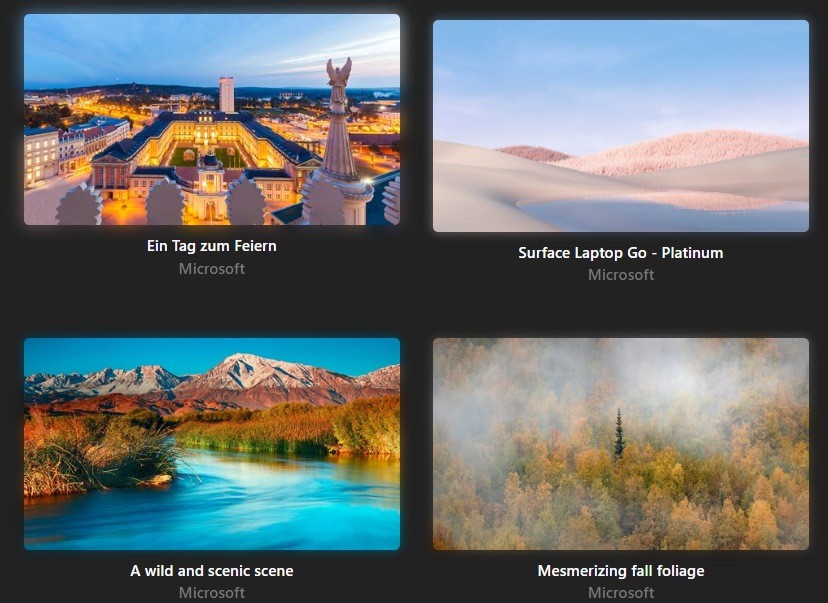 Ein Tag zum Feiern
Microsoft
Surface Laptop Go - Platinum
Microsoft
A wild and scenic scene
Microsoft
Mesmerizing fall foliage
Microsoft